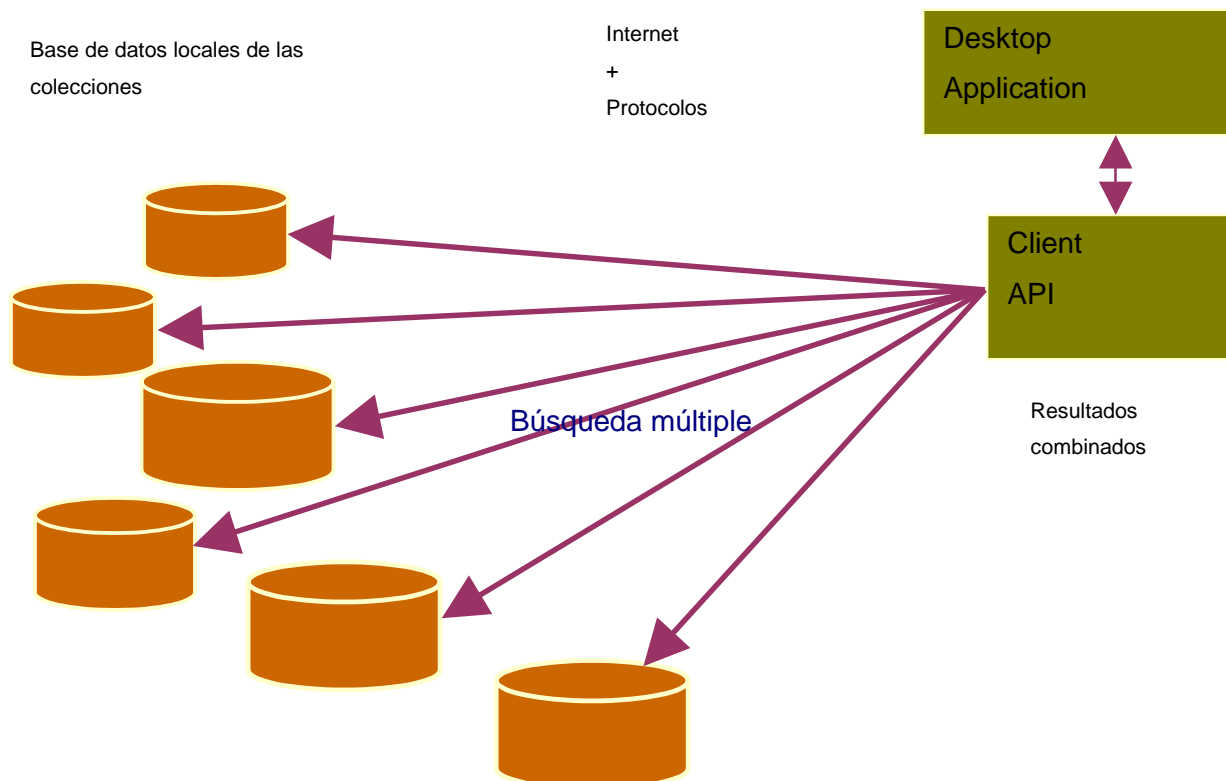 Base de datos locales de las
colecciones
Internet
+
Protocolos
Desktop
Application
Client
API
Búsqueda múltiple
Resultados
combinados